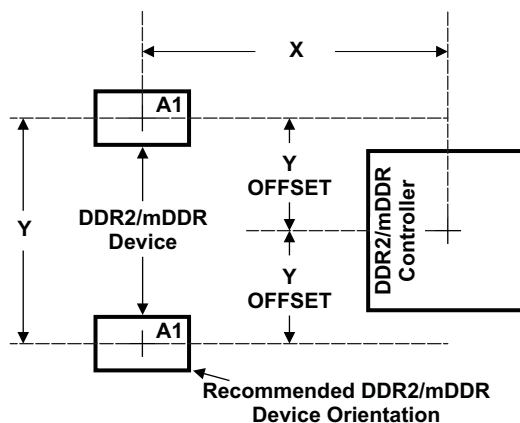 X
A1
Y
OFFSET
Y
DDR2/mDDR
Device
DDR2/mDDR
Controller
Y
OFFSET
A1
Recommended DDR2/mDDR
Device Orientation